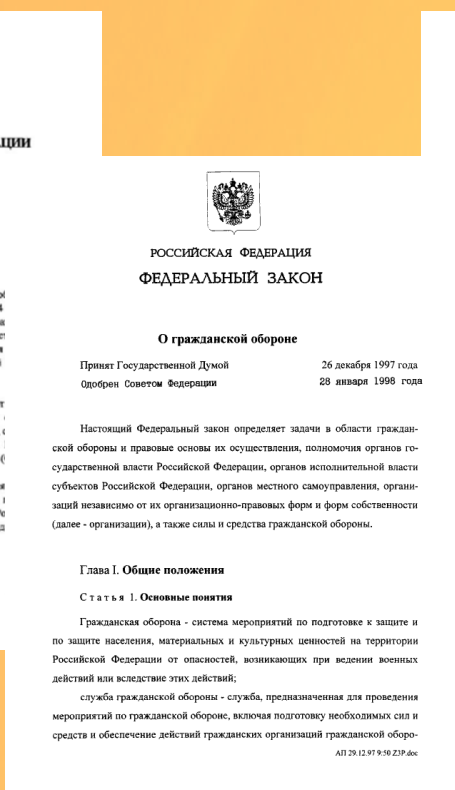 ЦИИ
РОССИЙСКАЯ ФЕДЕРАЦИЯ
ФЕДЕРАЛЬНЫЙ ЗАКОН
О гражданской обороне
Принят Государственной Думой 26 декабря 1997 года
Одобрен Советом Федерации 28 января 1998 года
Настоящий Федеральный закон определяет задачи в области граждан-
ской обороны и правовые основы их осуществления, полномочия органов го-
сударственной власти Российской Федерации, органов исполнительной власти
субъектов Российской Федерации, органов местного самоуправления, органи-
заций независимо от их организационно-правовых форм и форм собственности
(далее - организации), а также силы и средства гражданской обороны.
Глава I. Общие положения
Статья 1. Основные понятия
Гражданская оборона - система мероприятий по подготовке к защите и
по защите населения, материальных и культурных ценностей на территории
Российской Федерации от опасностей, возникающих при ведении военных
действий или вследствие этих действий;
служба гражданской обороны - служба, предназначенная для проведения
мероприятий по гражданской обороне, включая подготовку необходимых сил и
средств и обеспечение действий гражданских организаций гражданской оборо-
АП 29.12.97 9:50 Z3P.doc